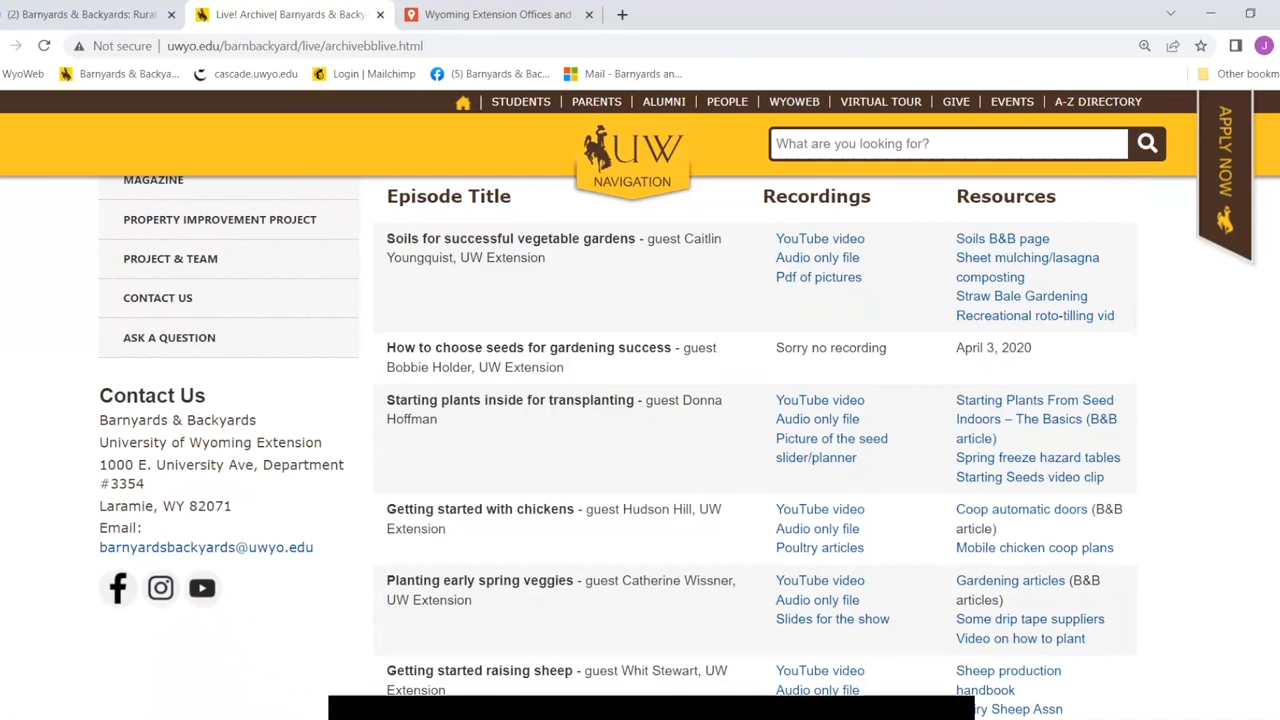 (2) Barnyards & Backyards: Rural
Live! Archive| Barnyards & Backy
Wyoming Extension Offices and
Not secure | uwyo.edu/barnbackyard/live/archivebblive.html
J
WyoWeb
Barnyards & Backya...
cascade.uwyo.edu
Login | Mailchimp
(5) Barnyards & Bac...
Mail - Barnyards an...
Other bookm
STUDENTS | PARENTS | ALUMNI | PEOPLE | WYOWEB | VIRTUAL TOUR | GIVE | EVENTS | A-Z DIRECTORY
UW
NAVIGATION
What are you looking for?
APPLY NOW
MAGAZINE
PROPERTY IMPROVEMENT PROJECT
PROJECT & TEAM
CONTACT US
ASK A QUESTION
Contact Us
Barnyards & Backyards
University of Wyoming Extension
1000 E. University Ave, Department
#3354
Laramie, WY 82071
Email:
barnyardsbackyards@uwyo.edu
Episode Title
Recordings
Resources
Soils for successful vegetable gardens - guest Caitlin
Youngquist, UW Extension
YouTube video
Audio only file
Pdf of pictures
Soils B&B page
Sheet mulching/lasagna
composting
Straw Bale Gardening
Recreational roto-tilling vid
How to choose seeds for gardening success - guest
Bobbie Holder, UW Extension
Sorry no recording
April 3, 2020
Starting plants inside for transplanting - guest Donna
Hoffman
YouTube video
Audio only file
Picture of the seed
slider/planner
Starting Plants From Seed
Indoors – The Basics (B&B
article)
Spring freeze hazard tables
Starting Seeds video clip
Getting started with chickens - guest Hudson Hill, UW
Extension
YouTube video
Audio only file
Poultry articles
Coop automatic doors (B&B
article)
Mobile chicken coop plans
Planting early spring veggies - guest Catherine Wissner,
UW Extension
YouTube video
Audio only file
Slides for the show
Gardening articles (B&B
articles)
Some drip tape suppliers
Video on how to plant
Getting started raising sheep - guest Whit Stewart, UW
Extension
YouTube video
Audio only file
Sheep production
handbook
iry Sheep Assn